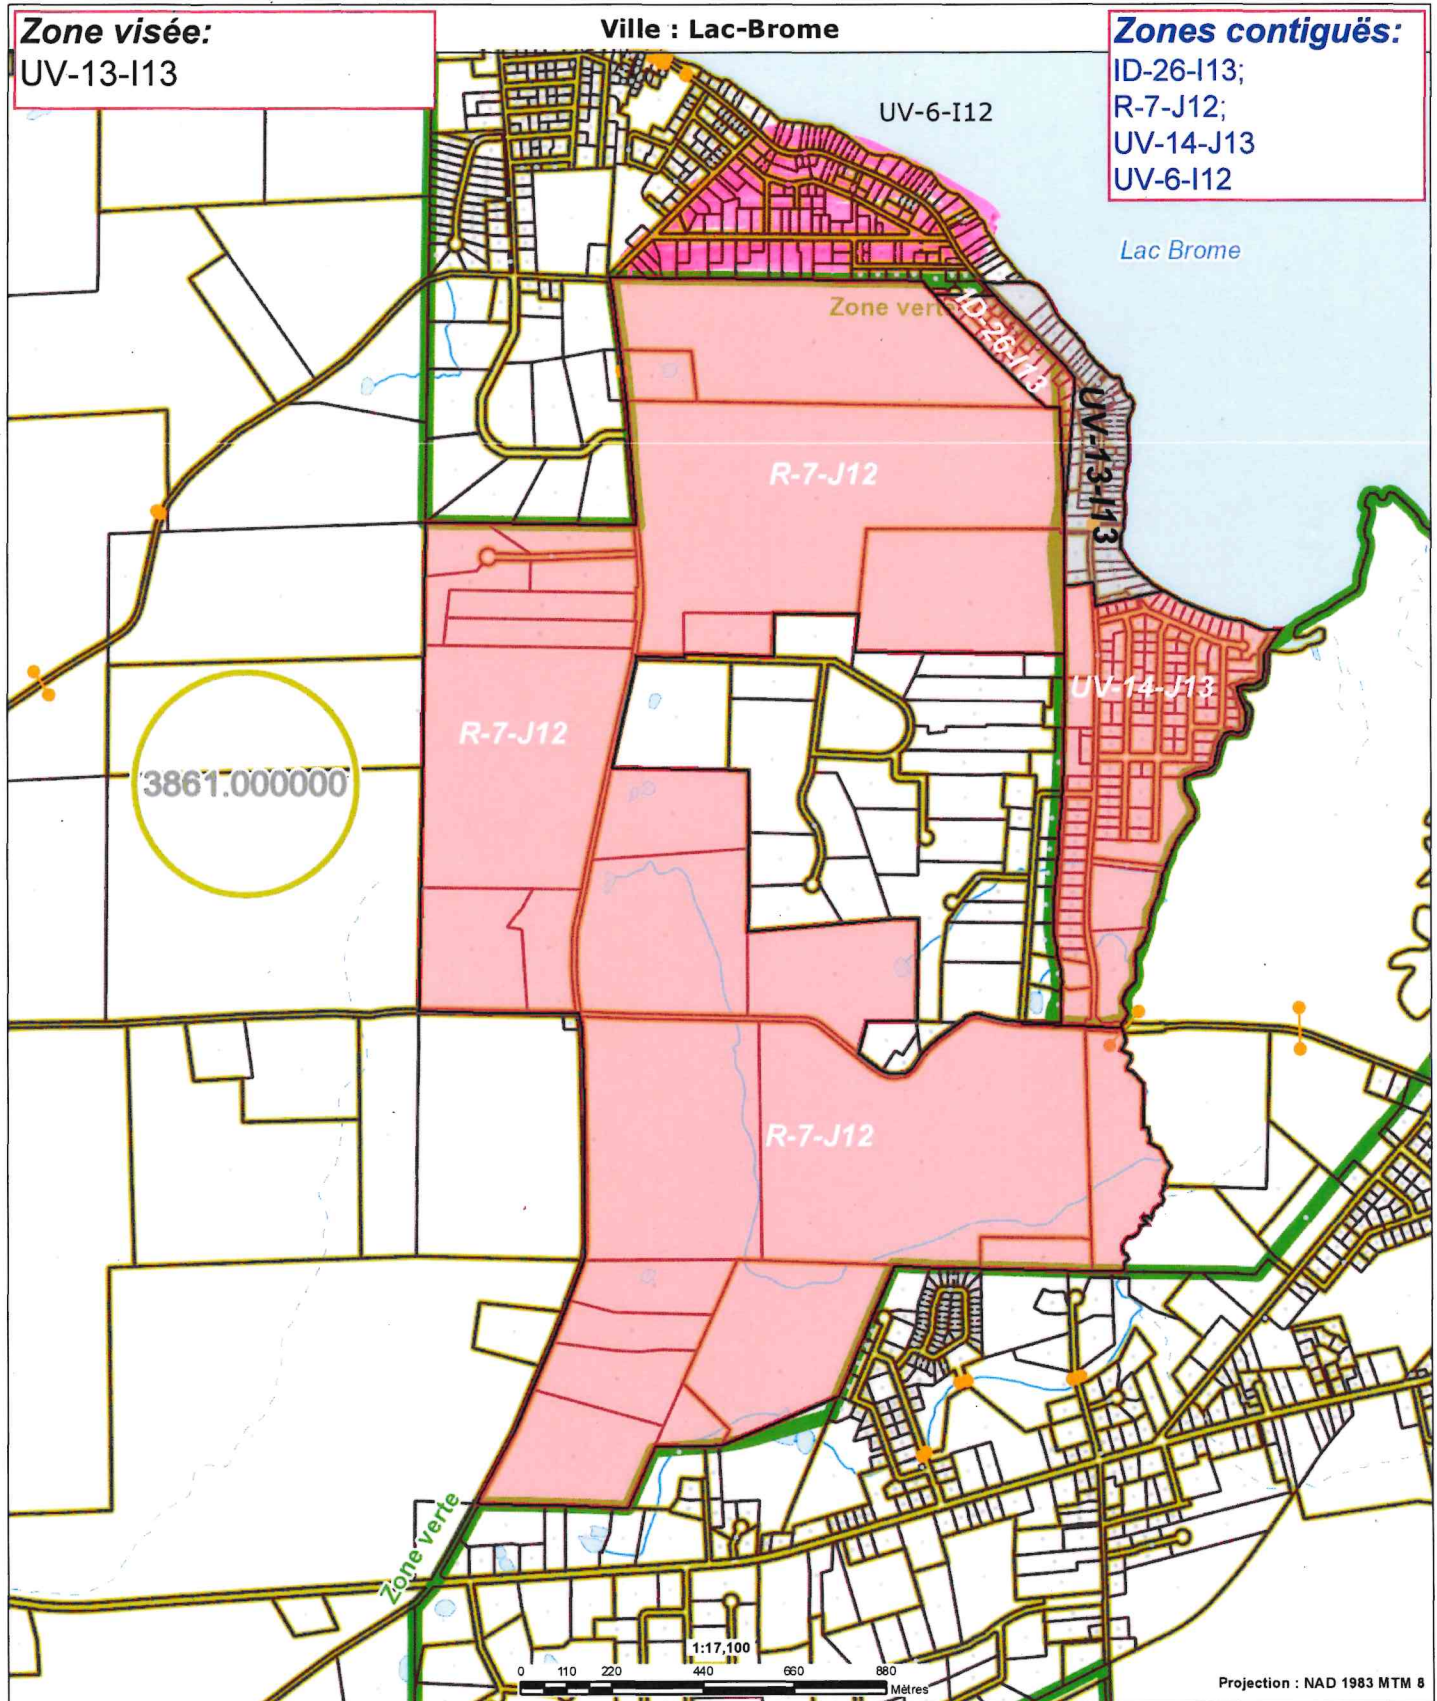 Zone visée:
UV-13-I13
Ville : Lac-Brome
Zones contiguës:
ID-26-I13;
R-7-J12;
UV-14-J13
UV-6-I12
UV-6-I12
Lac Brome
Zone verte
ID-26-I13
UV-13-I13
R-7-J12
UV-14-J13
R-7-J12
3861.000000
R-7-J12
Zone verte
1:17,100
0 110 220 440 660 880
Mètres
Projection : NAD 1983 MTM 8